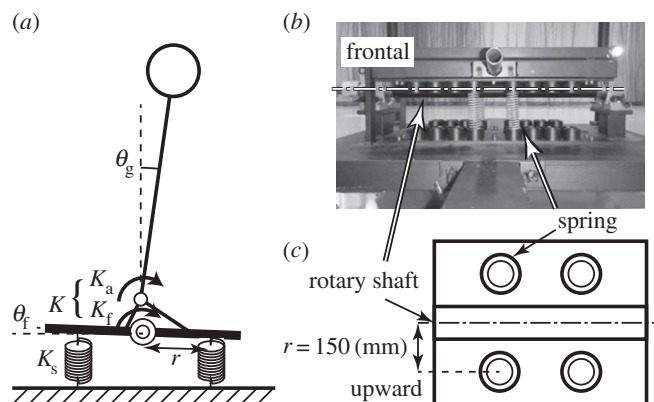 (a)
θg
K { Ka
Kf
θf
Ks
r
(b)
frontal
spring
(c)
rotary shaft
r = 150 (mm)
upward